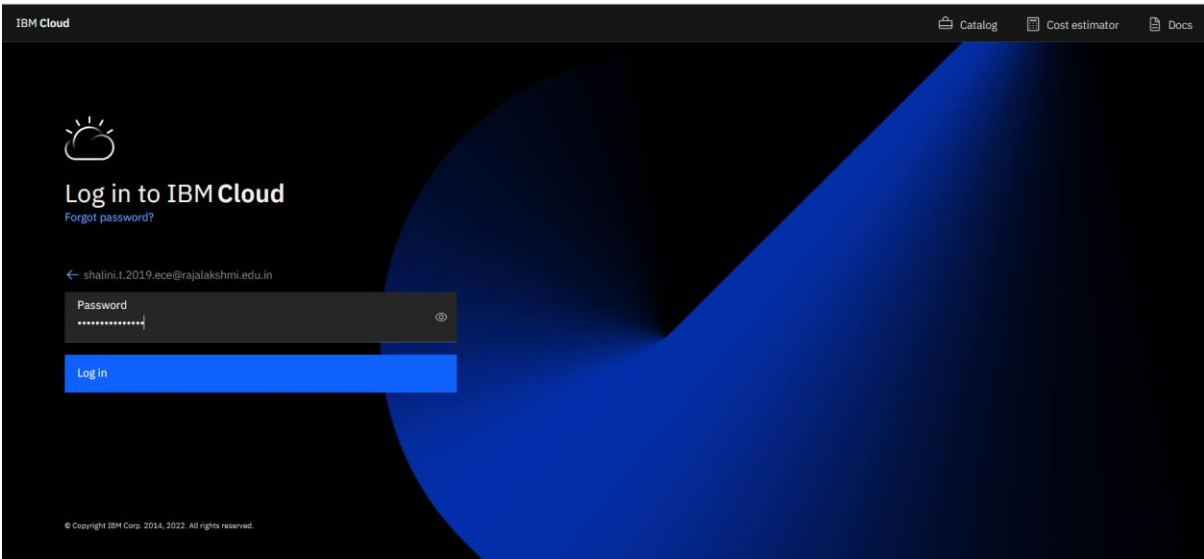 IBM Cloud Catalog Cost estimator Docs
Log in to IBM Cloud
Forgot password?
← shalini.t.2019.ece@rajalakshmi.edu.in
Password
•••••••••••••••
Log in
© Copyright IBM Corp. 2014, 2022. All rights reserved.